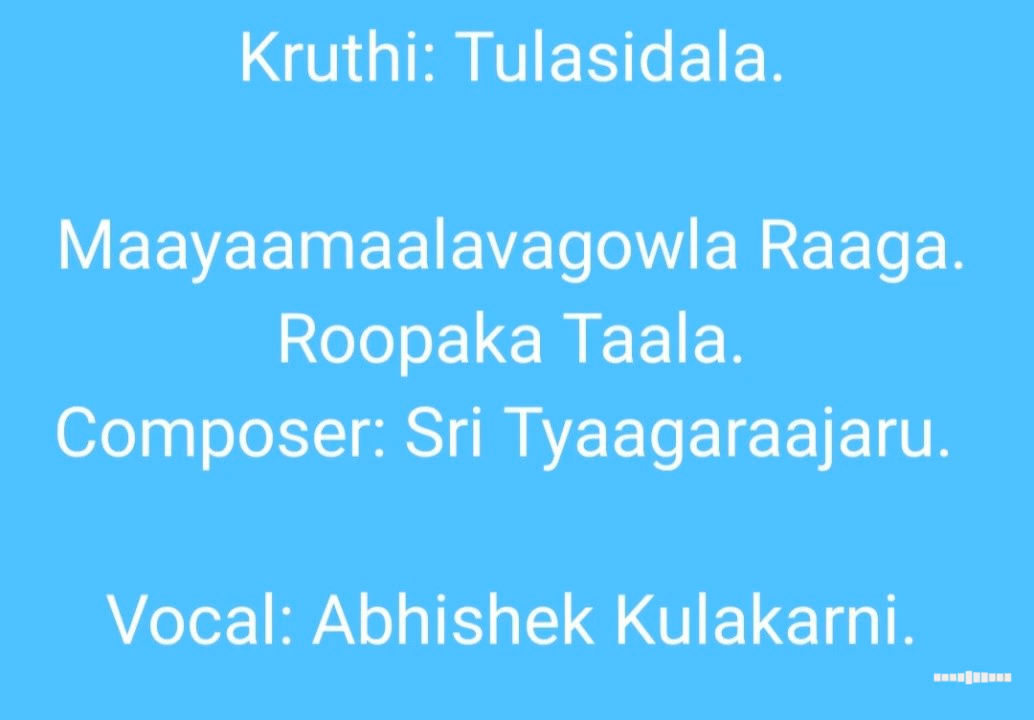 Kruthi: Tulasidala.
Maayaamaalavagowla Raaga.
Roopaka Taala.
Composer: Sri Tyaagaraajaru.
Vocal: Abhishek Kulakarni.